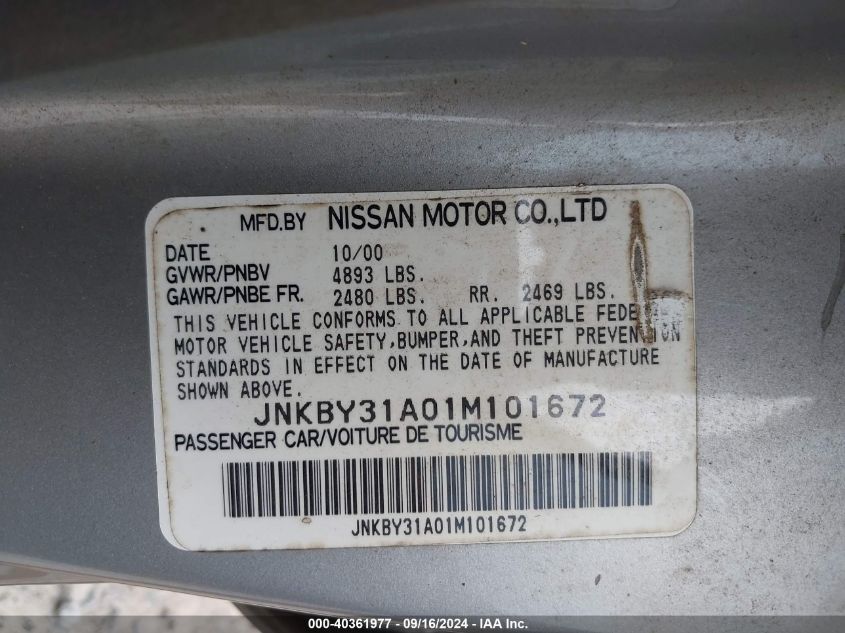 MFD.BY NISSAN MOTOR CO.,LTD
DATE 10/00
GVWR/PNBV 4893 LBS.
GAWR/PNBE FR. 2480 LBS. RR. 2469 LBS.
THIS VEHICLE CONFORMS TO ALL APPLICABLE FEDERAL
MOTOR VEHICLE SAFETY,BUMPER,AND THEFT PREVENTION
STANDARDS IN EFFECT ON THE DATE OF MANUFACTURE
SHOWN ABOVE.
JNKBY31A01M101672
PASSENGER CAR/VOITURE DE TOURISME
JNKBY31A01M101672
000-40361977 - 09/16/2024 - IAA, Inc.